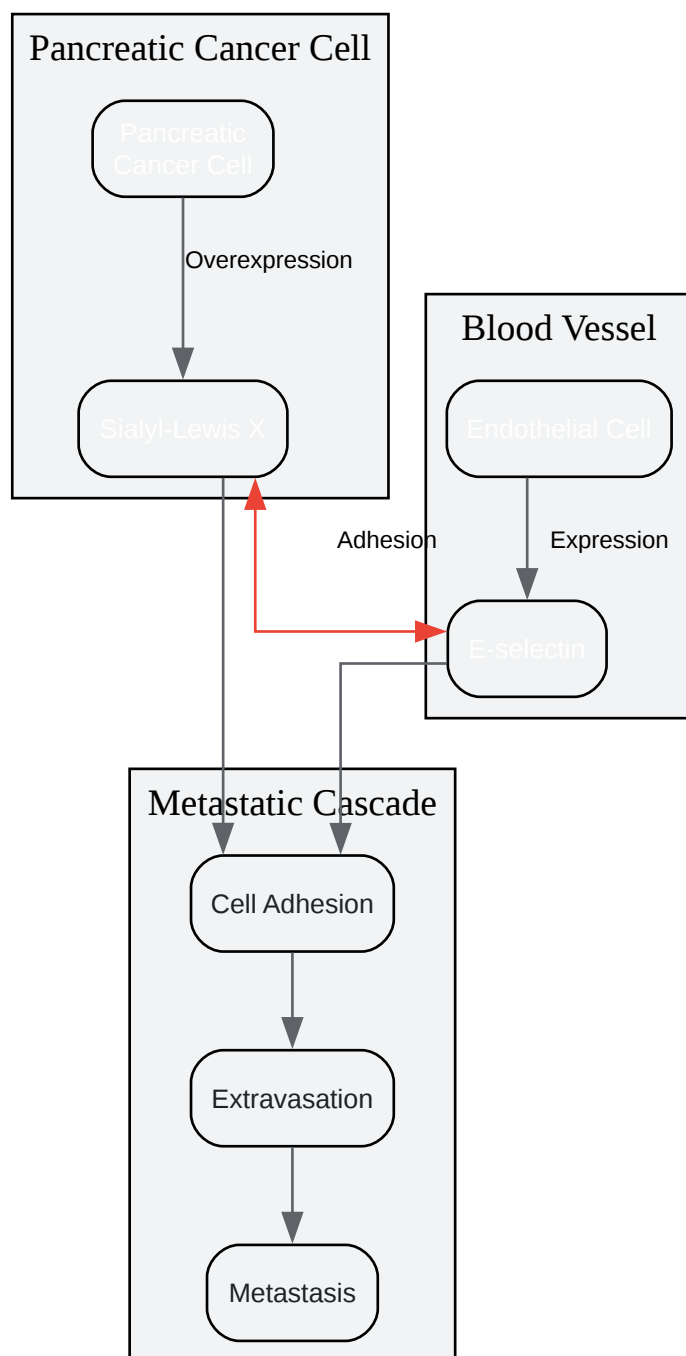 Pancreatic Cancer Cell
Pancreatic
Cancer Cell
Overexpression
Sialyl-Lewis X
Blood Vessel
Endothelial Cell
Adhesion
Expression
E-selectin
Metastatic Cascade
Cell Adhesion
Extravasation
Metastasis